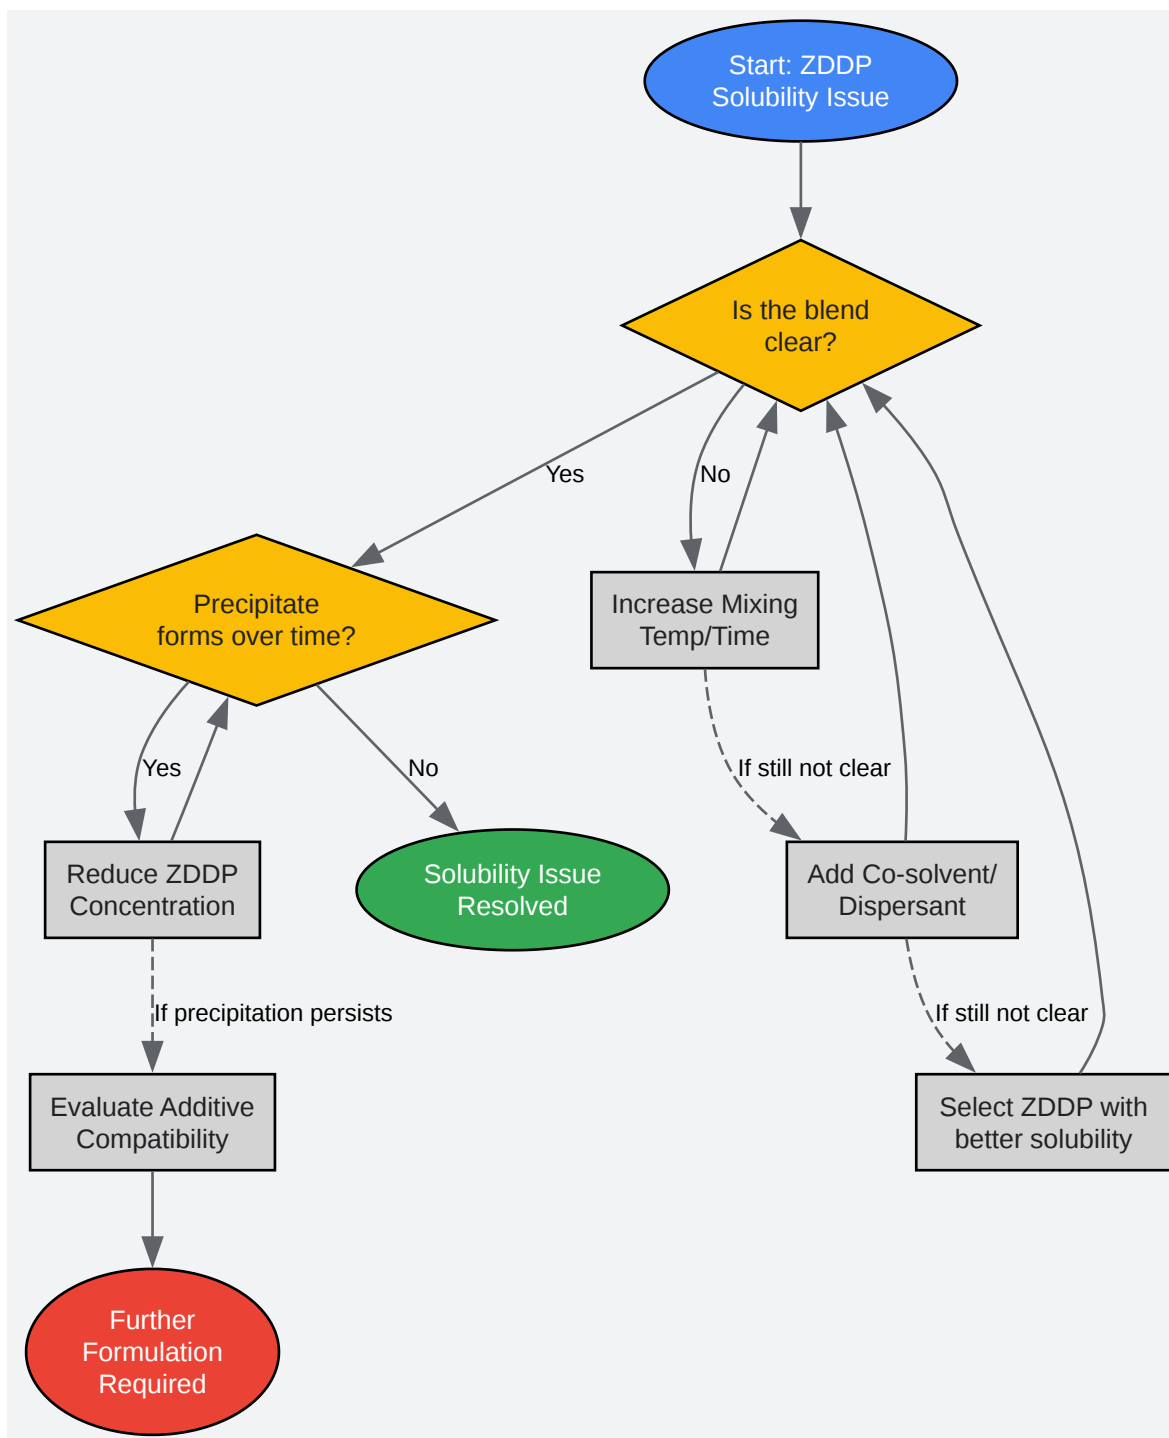 Start: ZDDP
Solubility Issue
Is the blend
clear?
Yes
No
Precipitate
forms over time?
Increase Mixing
Temp/Time
Yes
No
If still not clear
Reduce ZDDP
Concentration
Solubility Issue
Resolved
Add Co-solvent/
Dispersant
If precipitation persists
If still not clear
Evaluate Additive
Compatibility
Select ZDDP with
better solubility
Further
Formulation
Required